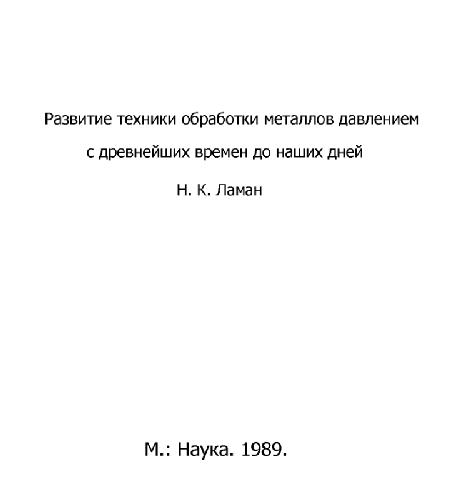 Развитие техники обработки металлов давлением
с древнейших времен до наших дней
Н. К. Ламан
М.: Наука. 1989.